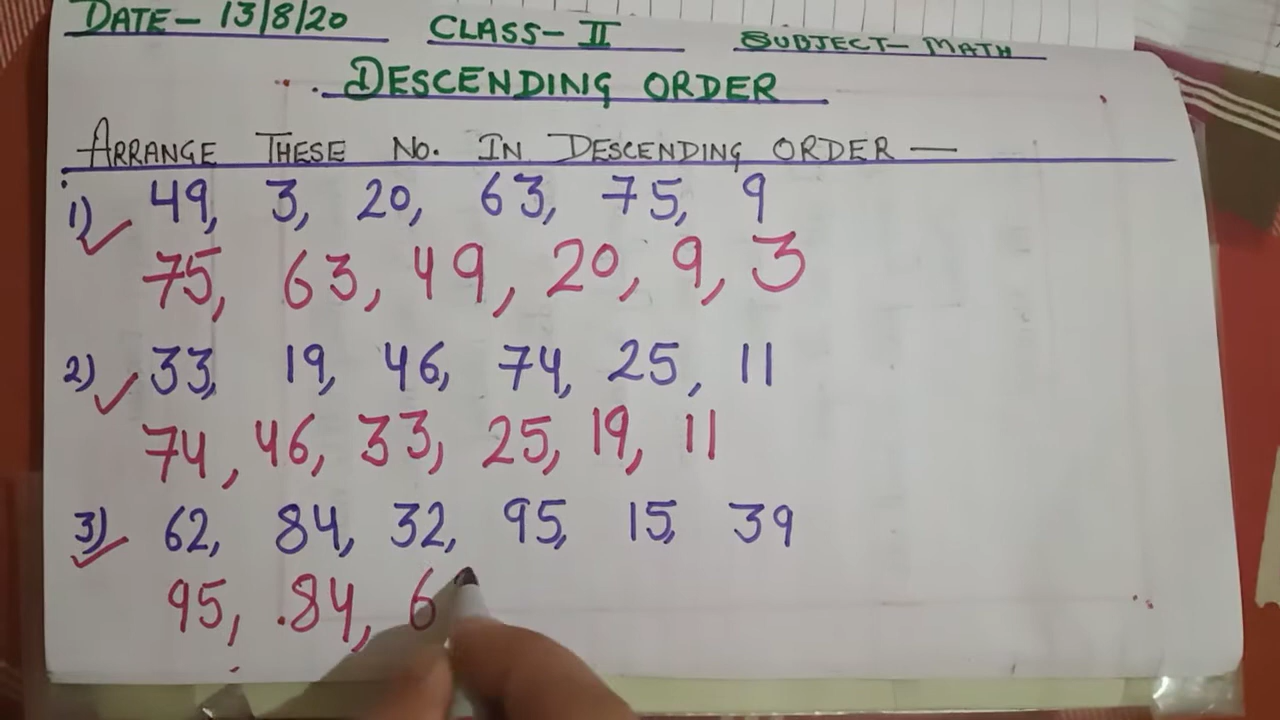 DATE- 13/8/20 CLASS- II SUBJECT- MATH
DESCENDING ORDER
ARRANGE THESE No. IN DESCENDING ORDER —
1) 49, 3, 20, 63, 75, 9
75, 63, 49, 20, 9, 3
2) 33, 19, 46, 74, 25, 11
74, 46, 33, 25, 19, 11
3) 62, 84, 32, 95, 15, 39
95, 84, 6